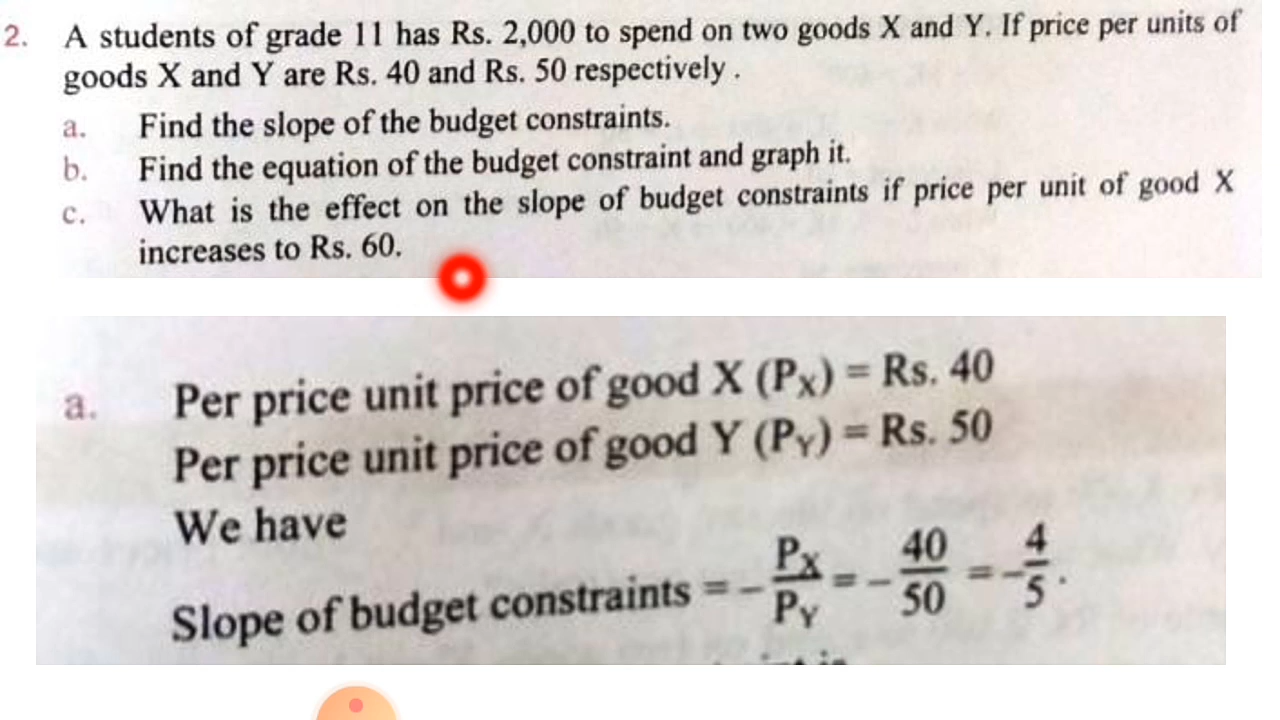 2. A students of grade 11 has Rs. 2,000 to spend on two goods X and Y. If price per units of
goods X and Y are Rs. 40 and Rs. 50 respectively .
a. Find the slope of the budget constraints.
b. Find the equation of the budget constraint and graph it.
c. What is the effect on the slope of budget constraints if price per unit of good X
increases to Rs. 60.
a. Per price unit price of good X (PX) = Rs. 40
Per price unit price of good Y (PY) = Rs. 50
We have
Slope of budget constraints = - PX/PY = - 40/50 = - 4/5 .